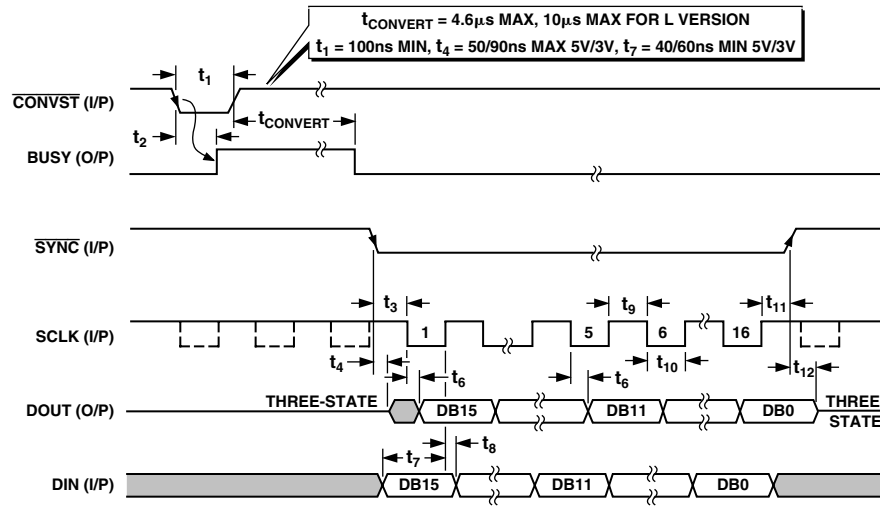 tCONVERT = 4.6μs MAX, 10μs MAX FOR L VERSION
t1 = 100ns MIN, t4 = 50/90ns MAX 5V/3V, t7 = 40/60ns MIN 5V/3V
t1
CONVST (I/P)
tCONVERT
t2
BUSY (O/P)
SYNC (I/P)
t3
t9
t11
SCLK (I/P)
1
5
6
16
t4
t6
t6
t10
t12
THREE-STATE
DOUT (O/P)
DB15
DB11
DB0
THREE
STATE
t7
t8
DIN (I/P)
DB15
DB11
DB0